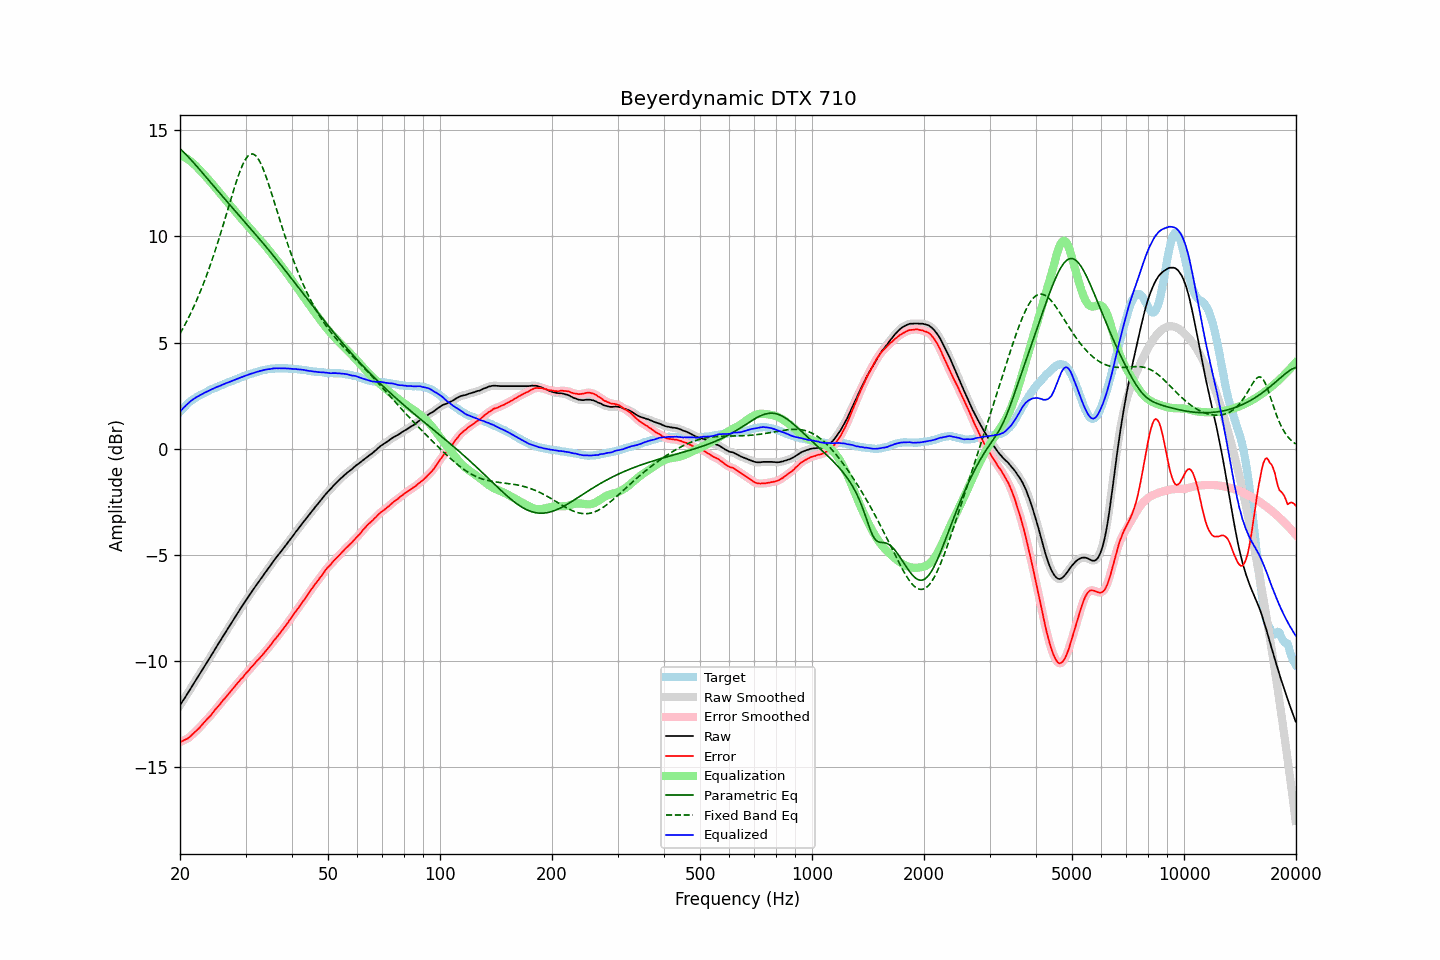 Beyerdynamic DTX 710
15
10
5
0
−5
−10
−15
Amplitude (dBr)
Target
Raw Smoothed
Error Smoothed
Raw
Error
Equalization
Parametric Eq
Fixed Band Eq
Equalized
20 50 100 200 500 1000 2000 5000 10000 20000
Frequency (Hz)